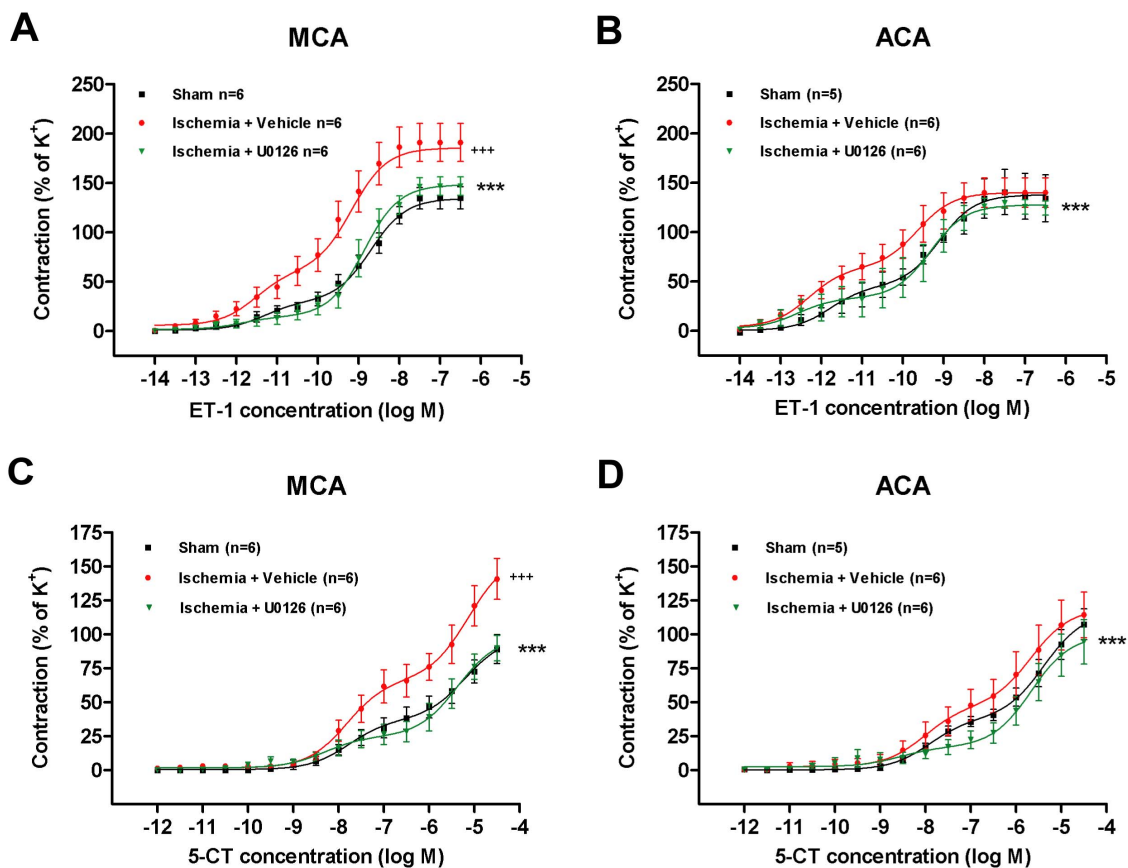 A
MCA
250
200
150
100
50
0
Contraction (% of K⁺)
Sham n=6
Ischemia + Vehicle n=6
Ischemia + U0126 n=6
+++
***
-14 -13 -12 -11 -10 -9 -8 -7 -6 -5
ET-1 concentration (log M)
B
ACA
250
200
150
100
50
0
Contraction (% of K⁺)
Sham (n=5)
Ischemia + Vehicle (n=6)
Ischemia + U0126 (n=6)
***
-14 -13 -12 -11 -10 -9 -8 -7 -6 -5
ET-1 concentration (log M)
C
MCA
175
150
125
100
75
50
25
0
Contraction (% of K⁺)
Sham (n=6)
Ischemia + Vehicle (n=6)
Ischemia + U0126 (n=6)
+++
***
-12 -11 -10 -9 -8 -7 -6 -5 -4
5-CT concentration (log M)
D
ACA
175
150
125
100
75
50
25
0
Contraction (% of K⁺)
Sham (n=5)
Ischemia + Vehicle (n=6)
Ischemia + U0126 (n=6)
***
-12 -11 -10 -9 -8 -7 -6 -5 -4
5-CT concentration (log M)